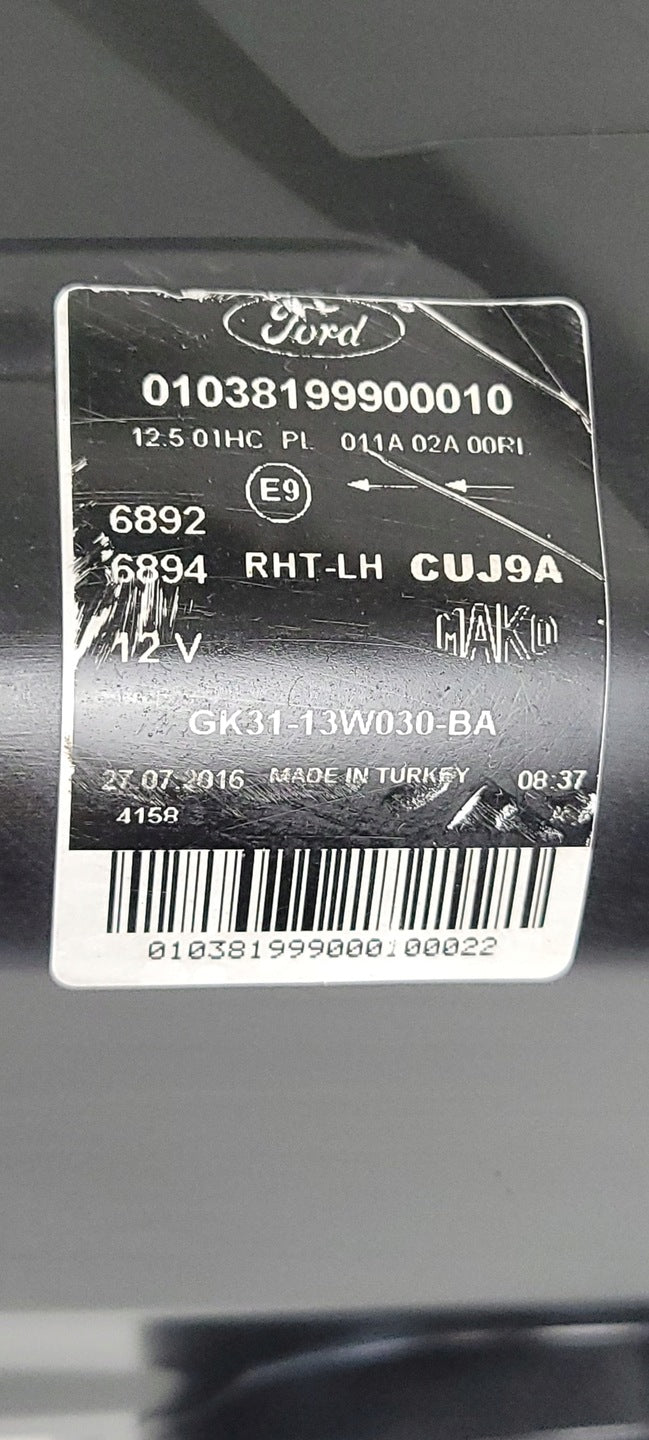 Ford
01038199900010
12.5 01HC PL 011A 02A 00RI
E9
6892
6894 RHT-LH CUJ9A
12 V MAKO
GK31-13W030-BA
27.07.2016 MADE IN TURKEY 08:37
4158
010381999000100022